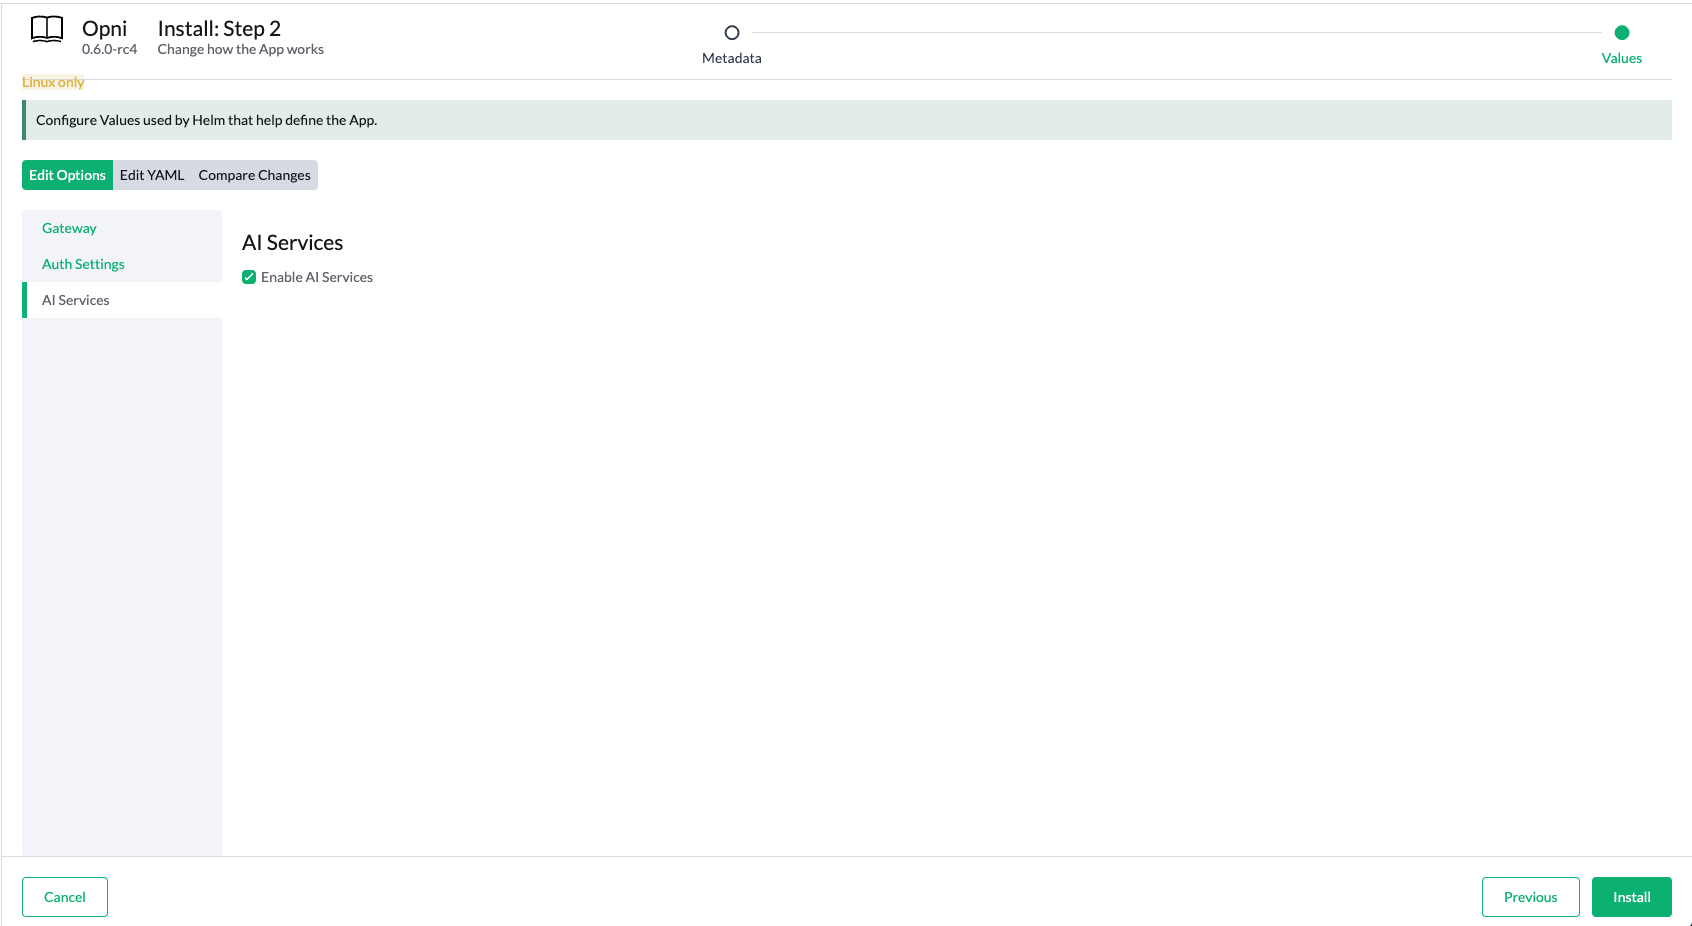 Opni
0.6.0-rc4
Install: Step 2
Change how the App works
Metadata
Values
Linux only
Configure Values used by Helm that help define the App.
Edit Options Edit YAML Compare Changes
Gateway
Auth Settings
AI Services
AI Services
Enable AI Services
Cancel
Previous
Install